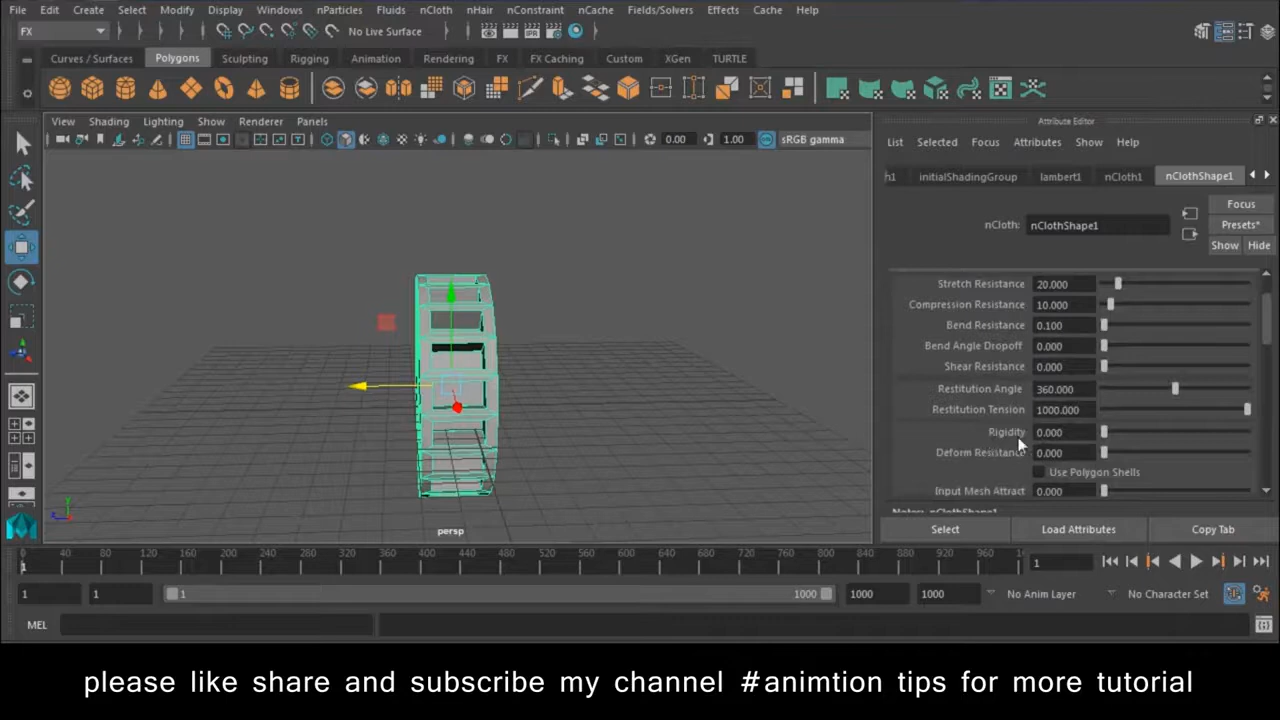 File Edit Create Select Modify Display Windows nParticles Fluids nCloth nHair nConstraint nCache Fields/Solvers Effects Cache Help
FX No Live Surface
Curves / Surfaces Polygons Sculpting Rigging Animation Rendering FX FX Caching Custom XGen TURTLE
IPR
View Shading Lighting Show Renderer Panels
0.00 1.00 sRGB gamma
Attribute Editor
List Selected Focus Attributes Show Help
h1 initialShadingGroup lambert1 nCloth1 nClothShape1
Focus
nCloth: nClothShape1 Presets*
Show Hide
Stretch Resistance 20.000
Compression Resistance 10.000
Bend Resistance 0.100
Bend Angle Dropoff 0.000
Shear Resistance 0.000
Restitution Angle 360.000
Restitution Tension 1000.000
Rigidity 0.000
Deform Resistance 0.000
Use Polygon Shells
Input Mesh Attract 0.000
Notes: nClothShape1
Select Load Attributes Copy Tab
y
z
persp
1 40 80 120 160 200 240 280 320 360 400 440 480 520 560 600 640 680 720 760 800 840 880 920 960 1
1
1 1 1 1000 1000 1000 No Anim Layer No Character Set
MEL
please like share and subscribe my channel #animtion tips for more tutorial